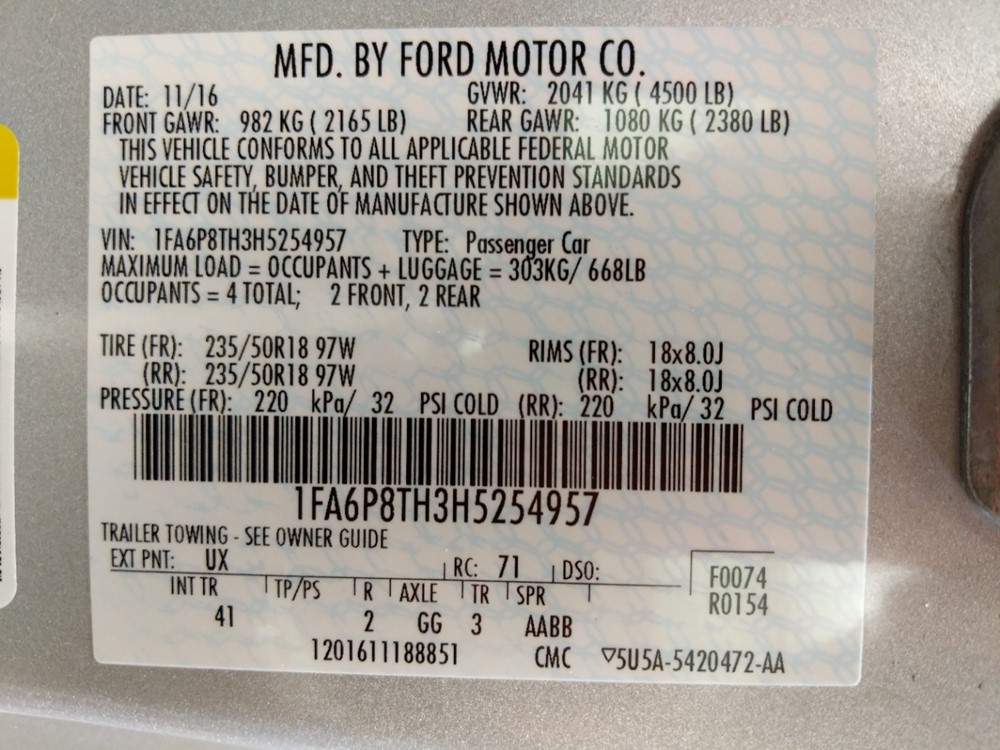 MFD. BY FORD MOTOR CO.
DATE: 11/16 GVWR: 2041 KG ( 4500 LB)
FRONT GAWR: 982 KG ( 2165 LB) REAR GAWR: 1080 KG ( 2380 LB)
THIS VEHICLE CONFORMS TO ALL APPLICABLE FEDERAL MOTOR
VEHICLE SAFETY, BUMPER, AND THEFT PREVENTION STANDARDS
IN EFFECT ON THE DATE OF MANUFACTURE SHOWN ABOVE.
VIN: 1FA6P8TH3H5254957 TYPE: Passenger Car
MAXIMUM LOAD = OCCUPANTS + LUGGAGE = 303KG/ 668LB
OCCUPANTS = 4 TOTAL; 2 FRONT, 2 REAR
TIRE (FR): 235/50R18 97W RIMS (FR): 18x8.0J
(RR): 235/50R18 97W (RR): 18x8.0J
PRESSURE (FR): 220 kPa/ 32 PSI COLD (RR): 220 kPa/ 32 PSI COLD
1FA6P8TH3H5254957
TRAILER TOWING - SEE OWNER GUIDE
EXT PNT: UX RC: 71 DSO:
F0074
R0154
INT TR TP/PS R AXLE TR SPR
41 2 GG 3 AABB
1201611188851 CMC ▽5U5A-5420472-AA